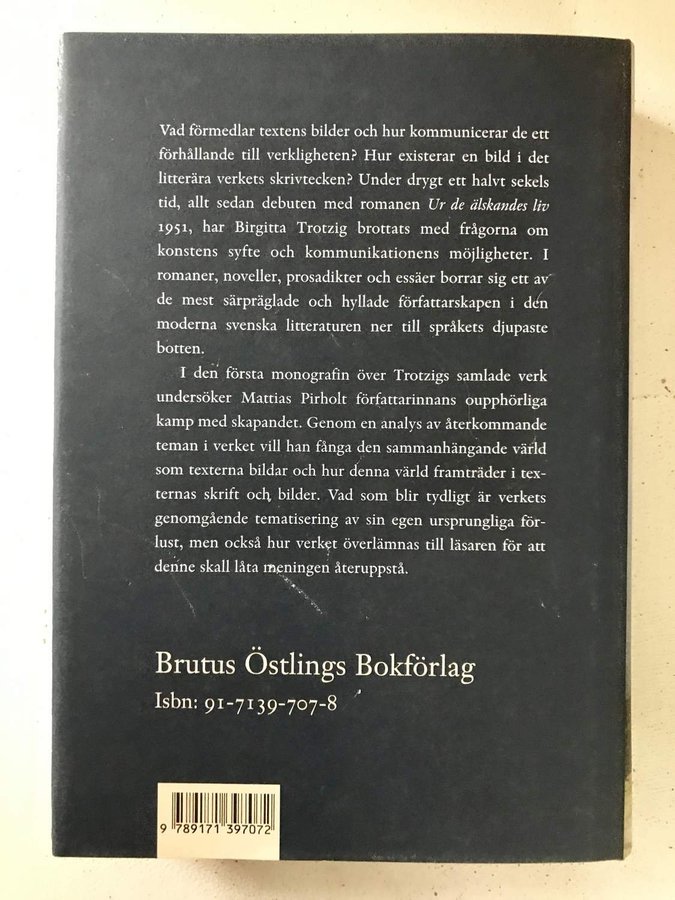 Vad förmedlar textens bilder och hur kommunicerar de ett
förhållande till verkligheten? Hur existerar en bild i det
litterära verkets skrivtecken? Under drygt ett halvt sekels
tid, allt sedan debuten med romanen Ur de älskandes liv
1951, har Birgitta Trotzig brottats med frågorna om
konstens syfte och kommunikationens möjligheter. I
romaner, noveller, prosadikter och essäer borrar sig ett av
de mest särpräglade och hyllade författarskapen i den
moderna svenska litteraturen ner till språkets djupaste
botten.
I den första monografin över Trotzigs samlade verk
undersöker Mattias Pirholt författarinnans oupphörliga
kamp med skapandet. Genom en analys av återkommande
teman i verket vill han fånga den sammanhängande värld
som texterna bildar och hur denna värld framträder i tex-
ternas skrift och bilder. Vad som blir tydligt är verkets
genomgående tematisering av sin egen ursprungliga för-
lust, men också hur verket överlämnas till läsaren för att
denne skall låta meningen återuppstå.
Brutus Östlings Bokförlag
Isbn: 91-7139-707-8
9 789171 397072